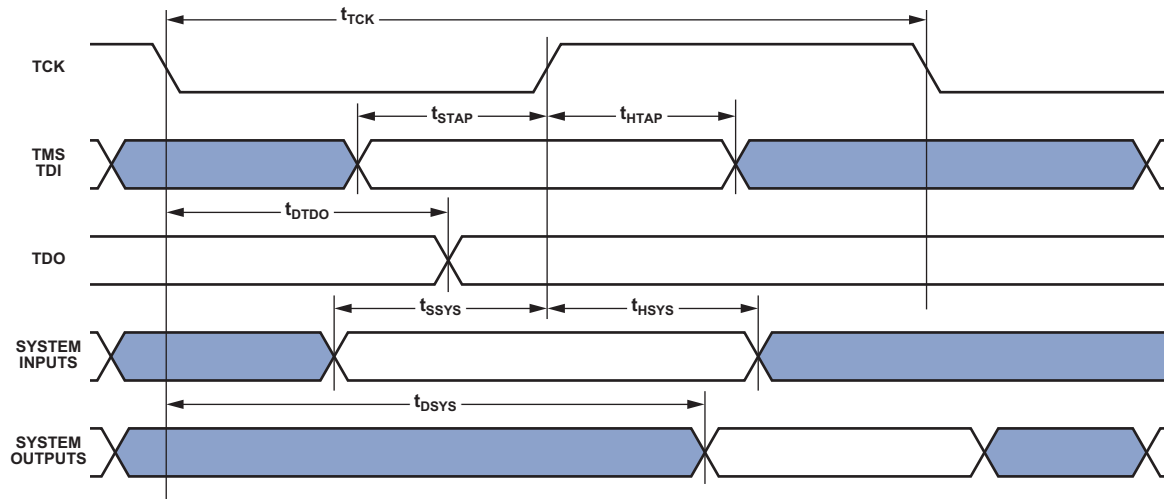 tTCK
TCK
tSTAP
tHTAP
TMS
TDI
tDTDO
TDO
tSSYS
tHSYS
SYSTEM
INPUTS
tDSYS
SYSTEM
OUTPUTS